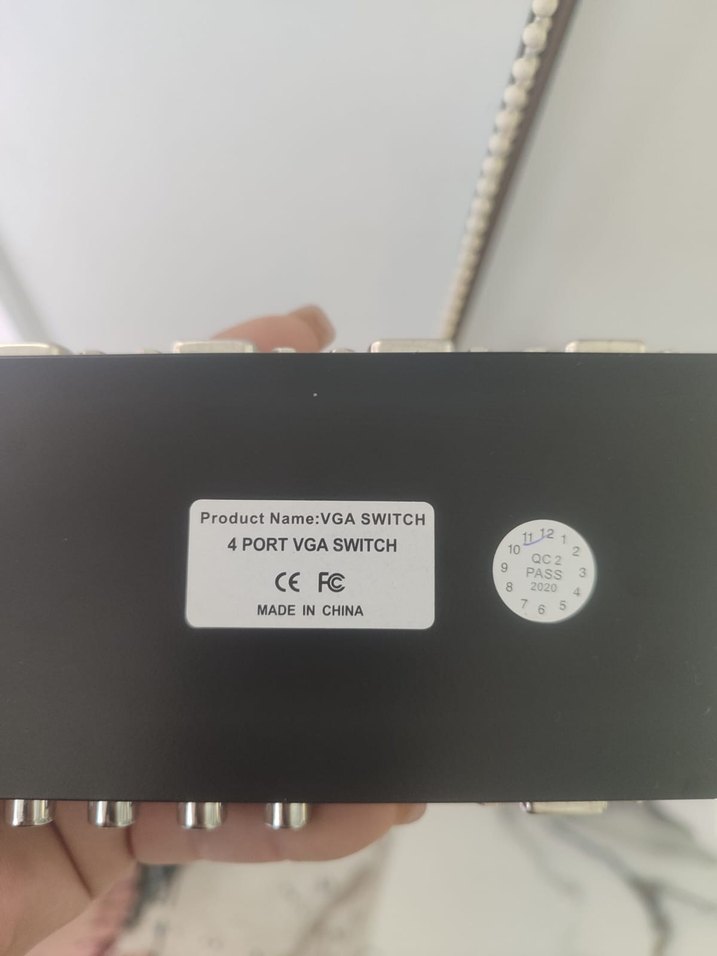 Product Name:VGA SWITCH
4 PORT VGA SWITCH
CE FC
MADE IN CHINA
11 12 1
10 2
9 3
8 4
7 6 5
QC 2
PASS
2020